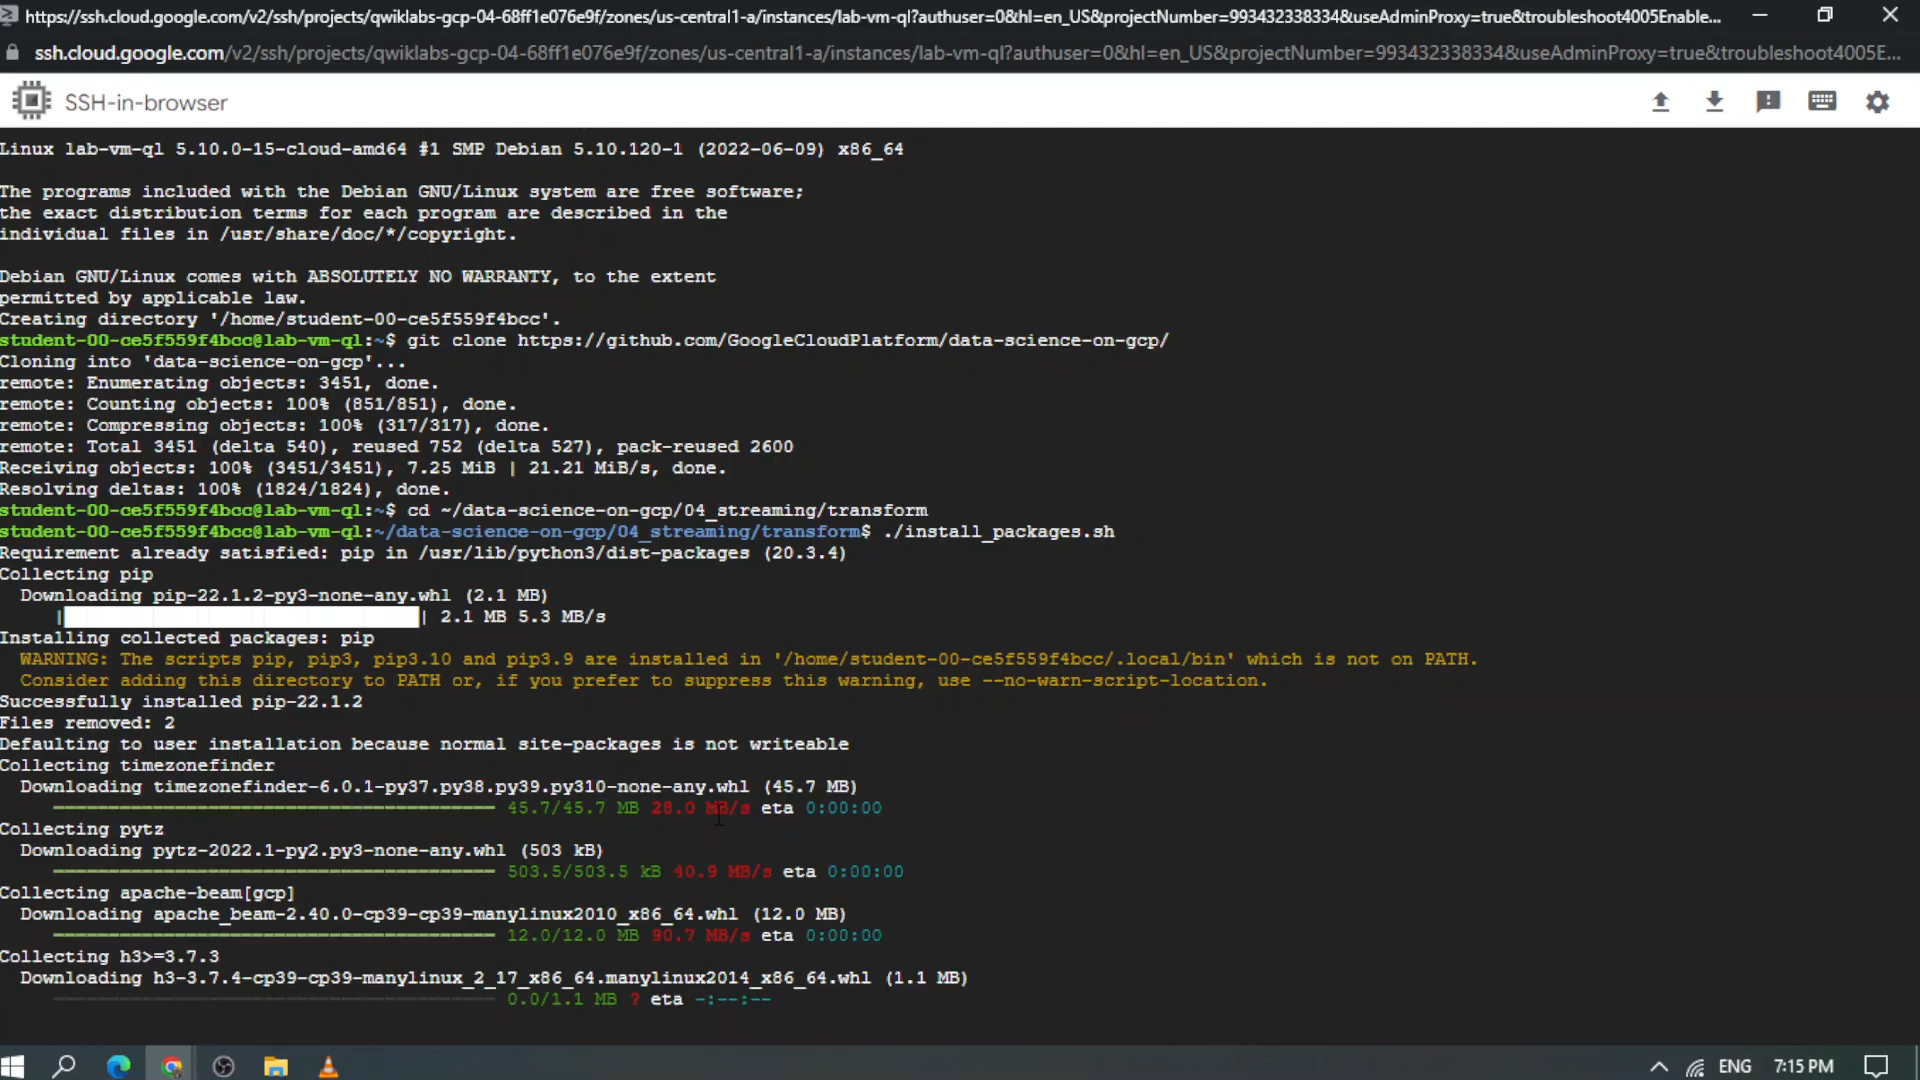 https://ssh.cloud.google.com/v2/ssh/projects/qwiklabs-gcp-04-68ff1e076e9f/zones/us-central1-a/instances/lab-vm-ql?authuser=0&hl=en_US&projectNumber=993432338334&useAdminProxy=true&troubleshoot4005Enable...
ssh.cloud.google.com/v2/ssh/projects/qwiklabs-gcp-04-68ff1e076e9f/zones/us-central1-a/instances/lab-vm-ql?authuser=0&hl=en_US&projectNumber=993432338334&useAdminProxy=true&troubleshoot4005E...
SSH-in-browser
Linux lab-vm-ql 5.10.0-15-cloud-amd64 #1 SMP Debian 5.10.120-1 (2022-06-09) x86_64
The programs included with the Debian GNU/Linux system are free software;
the exact distribution terms for each program are described in the
individual files in /usr/share/doc/*/copyright.
Debian GNU/Linux comes with ABSOLUTELY NO WARRANTY, to the extent
permitted by applicable law.
Creating directory '/home/student-00-ce5f559f4bcc'.
student-00-ce5f559f4bcc@lab-vm-ql:~$ git clone https://github.com/GoogleCloudPlatform/data-science-on-gcp/
Cloning into 'data-science-on-gcp'...
remote: Enumerating objects: 3451, done.
remote: Counting objects: 100% (851/851), done.
remote: Compressing objects: 100% (317/317), done.
remote: Total 3451 (delta 540), reused 752 (delta 527), pack-reused 2600
Receiving objects: 100% (3451/3451), 7.25 MiB | 21.21 MiB/s, done.
Resolving deltas: 100% (1824/1824), done.
student-00-ce5f559f4bcc@lab-vm-ql:~$ cd ~/data-science-on-gcp/04_streaming/transform
student-00-ce5f559f4bcc@lab-vm-ql:~/data-science-on-gcp/04_streaming/transform$ ./install_packages.sh
Requirement already satisfied: pip in /usr/lib/python3/dist-packages (20.3.4)
Collecting pip
Downloading pip-22.1.2-py3-none-any.whl (2.1 MB)
| | 2.1 MB 5.3 MB/s
Installing collected packages: pip
WARNING: The scripts pip, pip3, pip3.10 and pip3.9 are installed in '/home/student-00-ce5f559f4bcc/.local/bin' which is not on PATH.
Consider adding this directory to PATH or, if you prefer to suppress this warning, use --no-warn-script-location.
Successfully installed pip-22.1.2
Files removed: 2
Defaulting to user installation because normal site-packages is not writeable
Collecting timezonefinder
Downloading timezonefinder-6.0.1-py37.py38.py39.py310-none-any.whl (45.7 MB)
45.7/45.7 MB 28.0 MB/s eta 0:00:00
Collecting pytz
Downloading pytz-2022.1-py2.py3-none-any.whl (503 kB)
503.5/503.5 kB 40.9 MB/s eta 0:00:00
Collecting apache-beam[gcp]
Downloading apache_beam-2.40.0-cp39-cp39-manylinux2010_x86_64.whl (12.0 MB)
12.0/12.0 MB 90.7 MB/s eta 0:00:00
Collecting h3>=3.7.3
Downloading h3-3.7.4-cp39-cp39-manylinux_2_17_x86_64.manylinux2014_x86_64.whl (1.1 MB)
0.0/1.1 MB ? eta -:--:--
ENG 7:15 PM